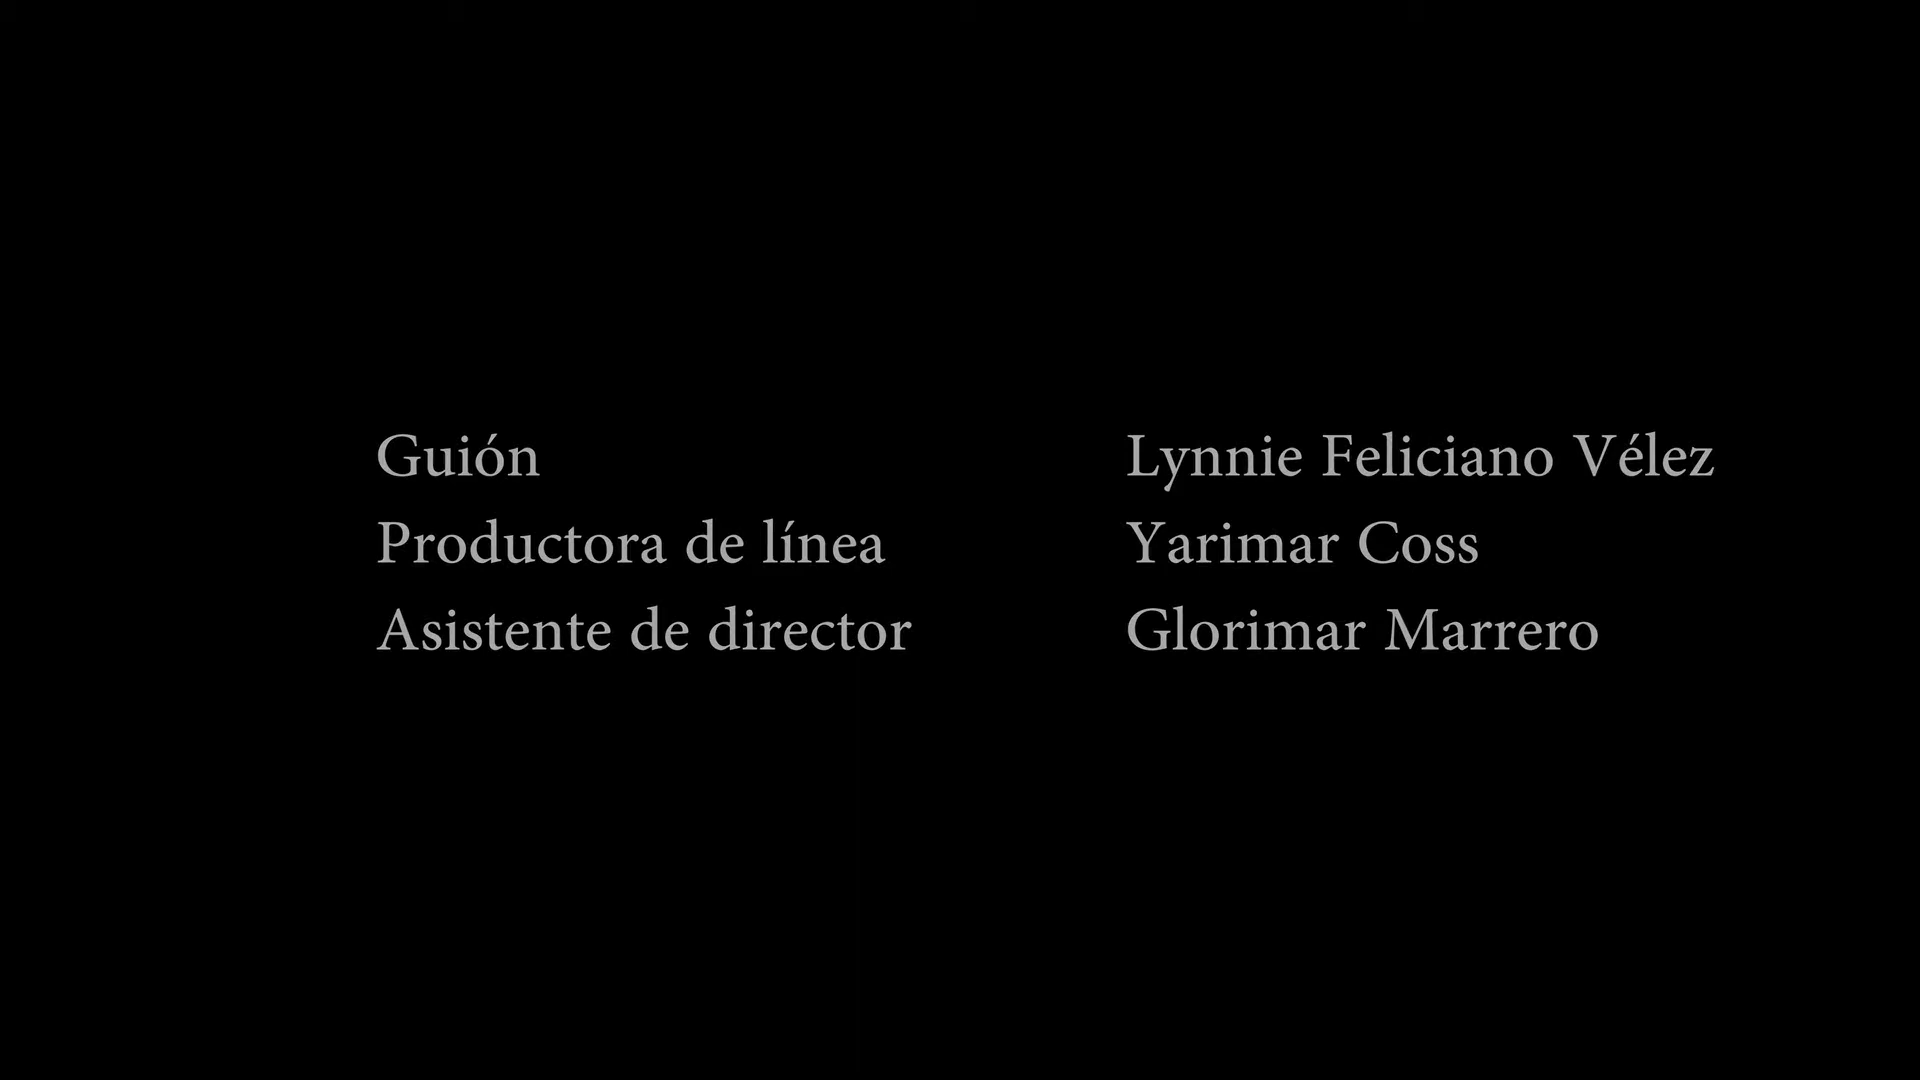 Guión Lynnie Feliciano Vélez
Productora de línea Yarimar Coss
Asistente de director Glorimar Marrero